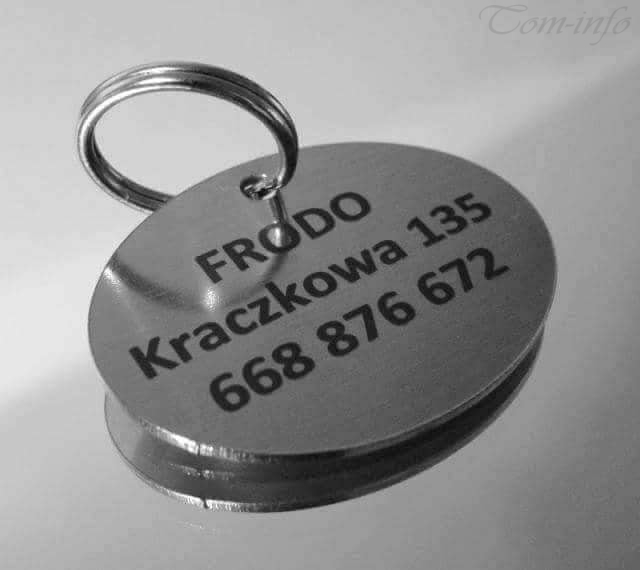 Tom-info
FRODO
Kraczkowa 135
668 876 672